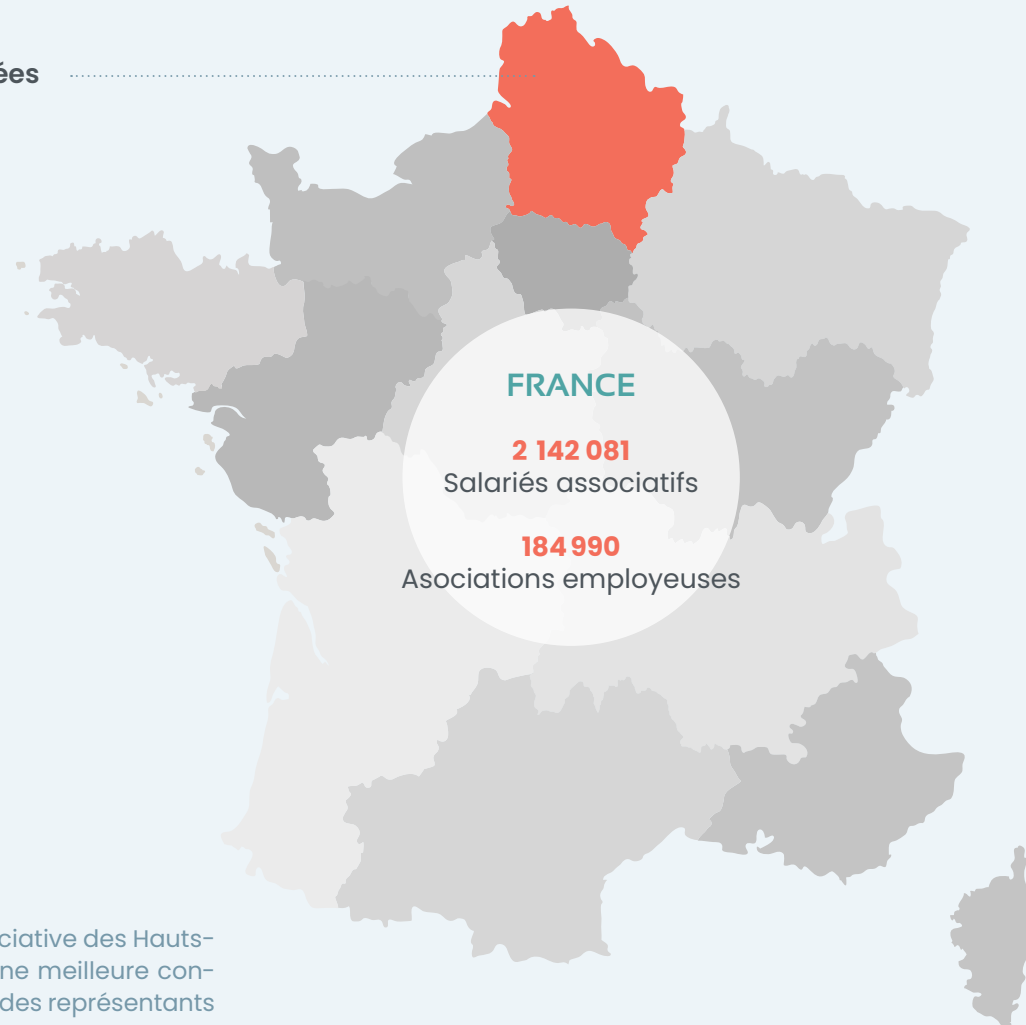 ées
FRANCE
2 142 081
Salariés associatifs
184 990
Asociations employeuses
ciative des Hauts-
ne meilleure con-
des représentants